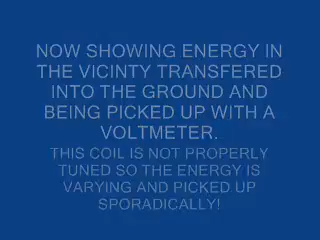 NOW SHOWING ENERGY IN
THE VICINTY TRANSFERED
INTO THE GROUND AND
BEING PICKED UP WITH A
VOLTMETER.
THIS COIL IS NOT PROPERLY
TUNED SO THE ENERGY IS
VARYING AND PICKED UP
SPORADICALLY!